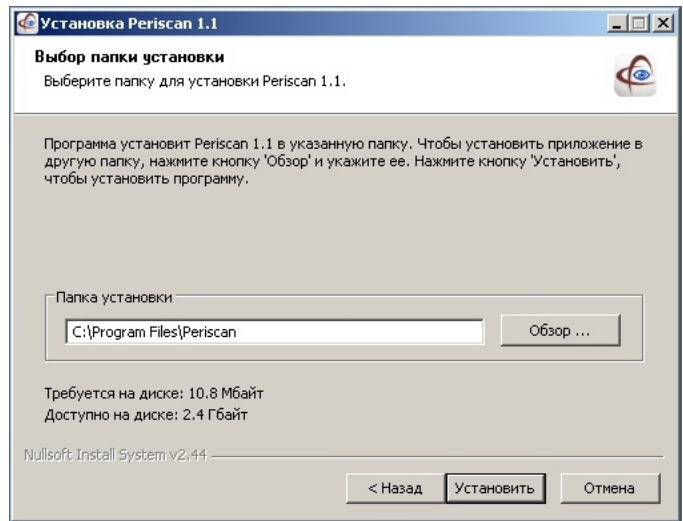 Установка Periscan 1.1
Выбор папки установки
Выберите папку для установки Periscan 1.1.
Программа установит Periscan 1.1 в указанную папку. Чтобы установить приложение в
другую папку, нажмите кнопку 'Обзор' и укажите ее. Нажмите кнопку 'Установить',
чтобы установить программу.
Папка установки
C:\Program Files\Periscan
Обзор ...
Требуется на диске: 10.8 Мбайт
Доступно на диске: 2.4 Гбайт
Nullsoft Install System v2.44
< Назад
Установить
Отмена